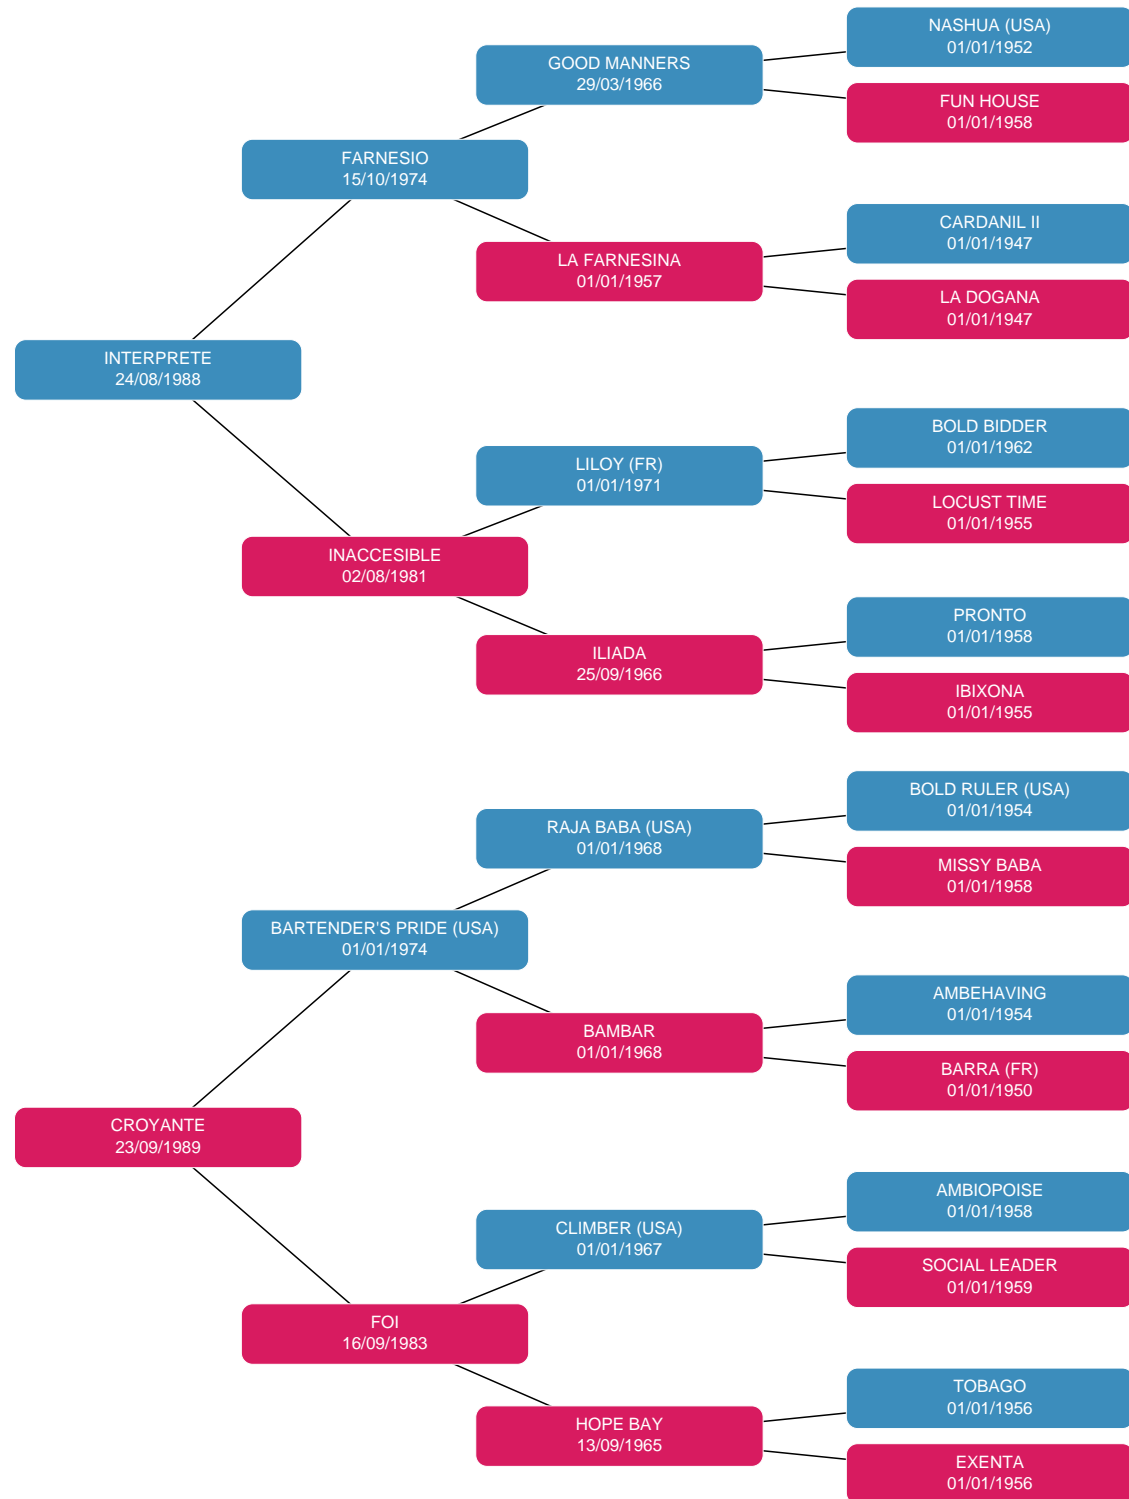 NASHUA (USA)
01/01/1952
GOOD MANNERS
29/03/1966
FUN HOUSE
01/01/1958
FARNESIO
15/10/1974
CARDANIL II
01/01/1947
LA FARNESINA
01/01/1957
LA DOGANA
01/01/1947
INTERPRETE
24/08/1988
BOLD BIDDER
01/01/1962
LILOY (FR)
01/01/1971
LOCUST TIME
01/01/1955
INACCESIBLE
02/08/1981
PRONTO
01/01/1958
ILIADA
25/09/1966
IBIXONA
01/01/1955
BOLD RULER (USA)
01/01/1954
RAJA BABA (USA)
01/01/1968
MISSY BABA
01/01/1958
BARTENDER'S PRIDE (USA)
01/01/1974
AMBEHAVING
01/01/1954
BAMBAR
01/01/1968
BARRA (FR)
01/01/1950
CROYANTE
23/09/1989
AMBIOPOISE
01/01/1958
CLIMBER (USA)
01/01/1967
SOCIAL LEADER
01/01/1959
FOI
16/09/1983
TOBAGO
01/01/1956
HOPE BAY
13/09/1965
EXENTA
01/01/1956